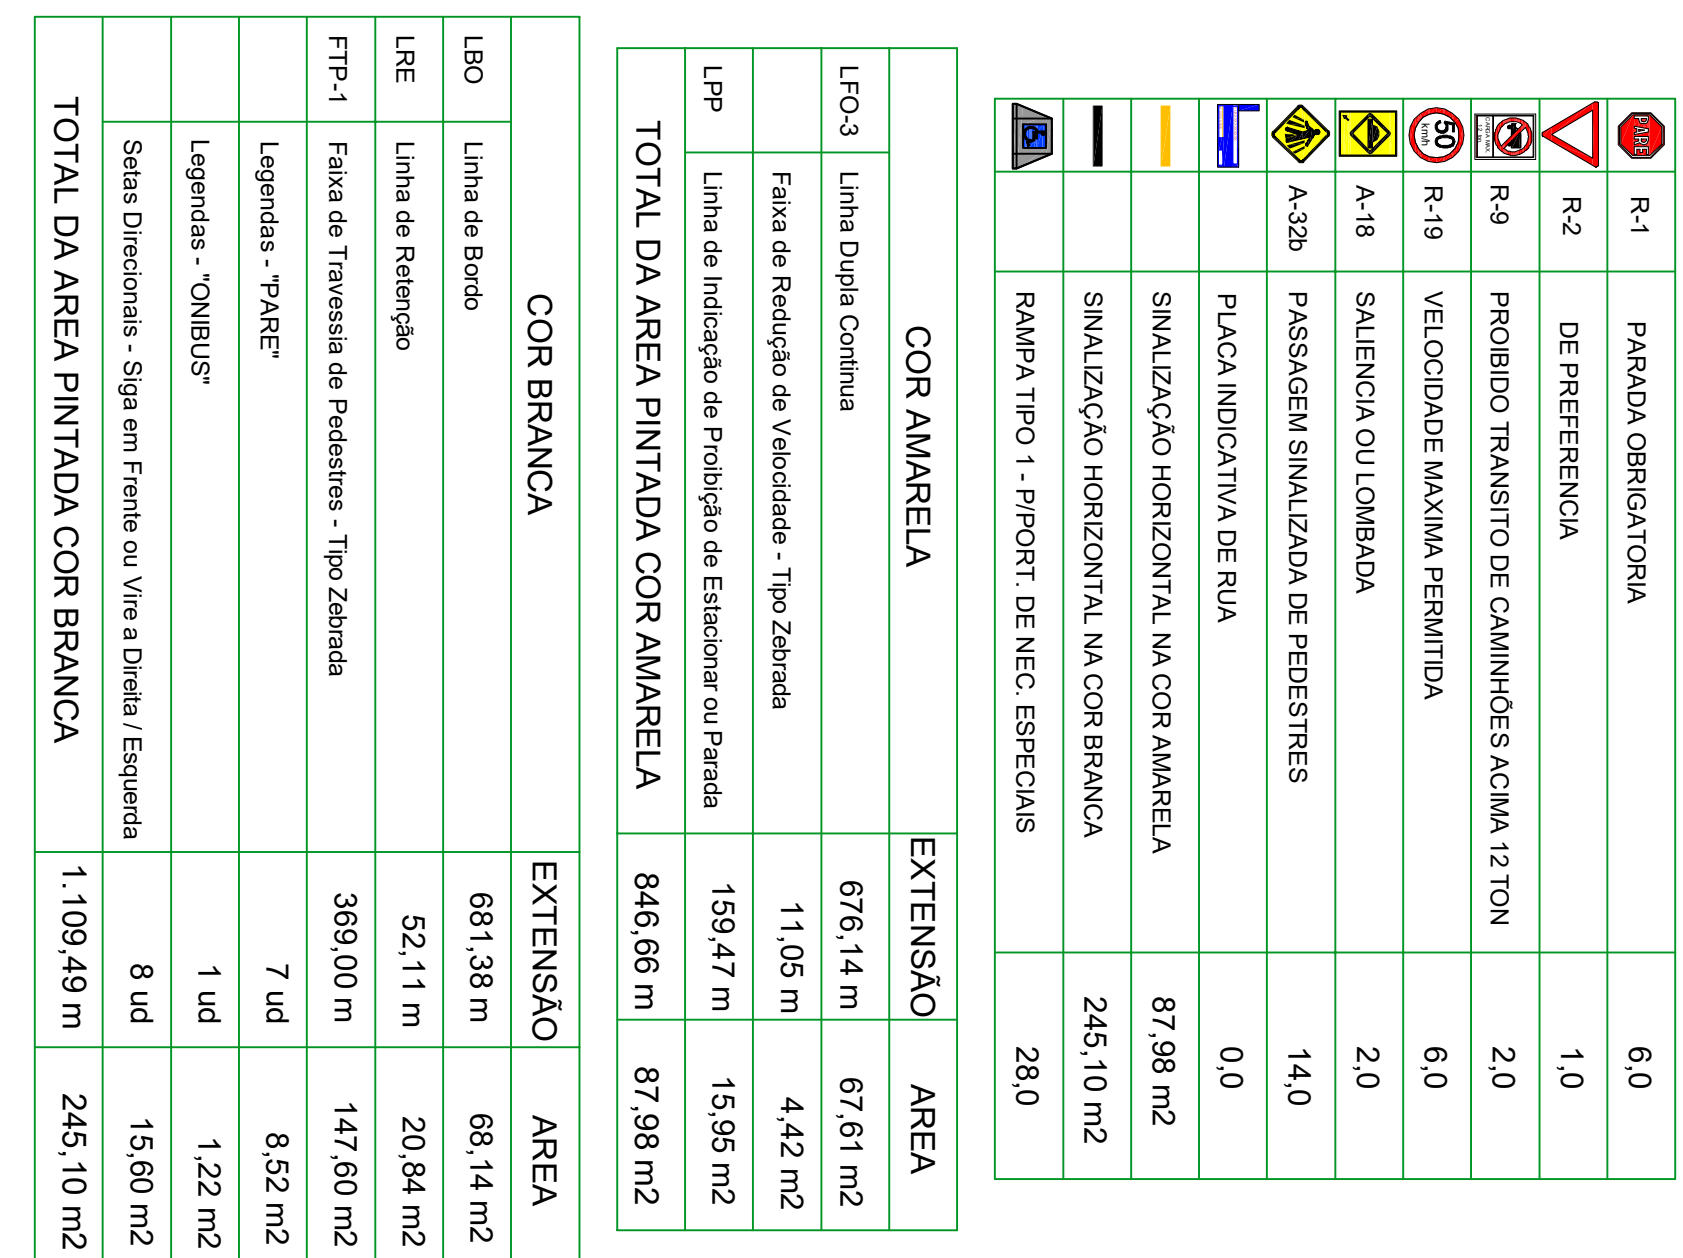 PARE R-1 PARADA OBRIGATORIA 6,0
R-2 DE PREFERENCIA 1,0
R-9 PROIBIDO TRANSITO DE CAMINHÕES ACIMA 12 TON 2,0
50 km/h R-19 VELOCIDADE MAXIMA PERMITIDA 6,0
A-18 SALIENCIA OU LOMBADA 2,0
A-32b PASSAGEM SINALIZADA DE PEDESTRES 14,0
PLACA INDICATIVA DE RUA 0,0
SINALIZAÇÃO HORIZONTAL NA COR AMARELA 87,98 m2
SINALIZAÇÃO HORIZONTAL NA COR BRANCA 245,10 m2
RAMPA TIPO 1 - P/PORT. DE NEC. ESPECIAIS 28,0
COR AMARELA EXTENSÃO AREA
LFO-3 Linha Dupla Continua 676,14 m 67,61 m2
Faixa de Redução de Velocidade - Tipo Zebrada 11,05 m 4,42 m2
LPP Linha de Indicação de Proibição de Estacionar ou Parada 159,47 m 15,95 m2
TOTAL DA AREA PINTADA COR AMARELA 846,66 m 87,98 m2
COR BRANCA EXTENSÃO AREA
LBO Linha de Bordo 681,38 m 68,14 m2
LRE Linha de Retenção 52,11 m 20,84 m2
FTP-1 Faixa de Travessia de Pedestres - Tipo Zebrada 369,00 m 147,60 m2
Legendas - "PARE" 7 ud 8,52 m2
Legendas - "ONIBUS" 1 ud 1,22 m2
Setas Direcionais - Siga em Frente ou Vire a Direita / Esquerda 8 ud 15,60 m2
TOTAL DA AREA PINTADA COR BRANCA 1.109,49 m 245,10 m2